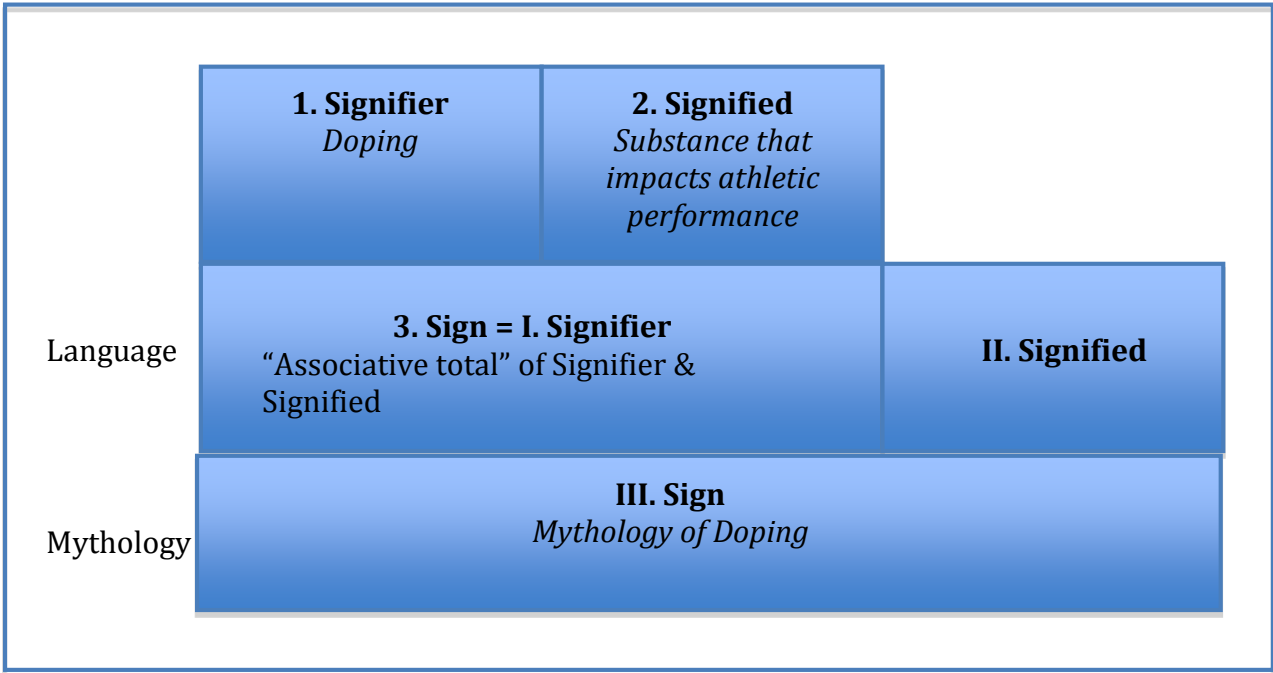 1. Signifier
Doping
2. Signified
Substance that
impacts athletic
performance
Language
3. Sign = I. Signifier
“Associative total” of Signifier &
Signified
II. Signified
Mythology
III. Sign
Mythology of Doping